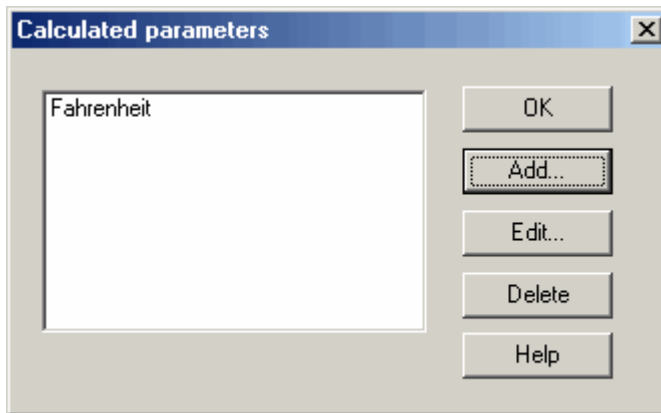 Calculated parameters
Fahrenheit
OK
Add...
Edit...
Delete
Help